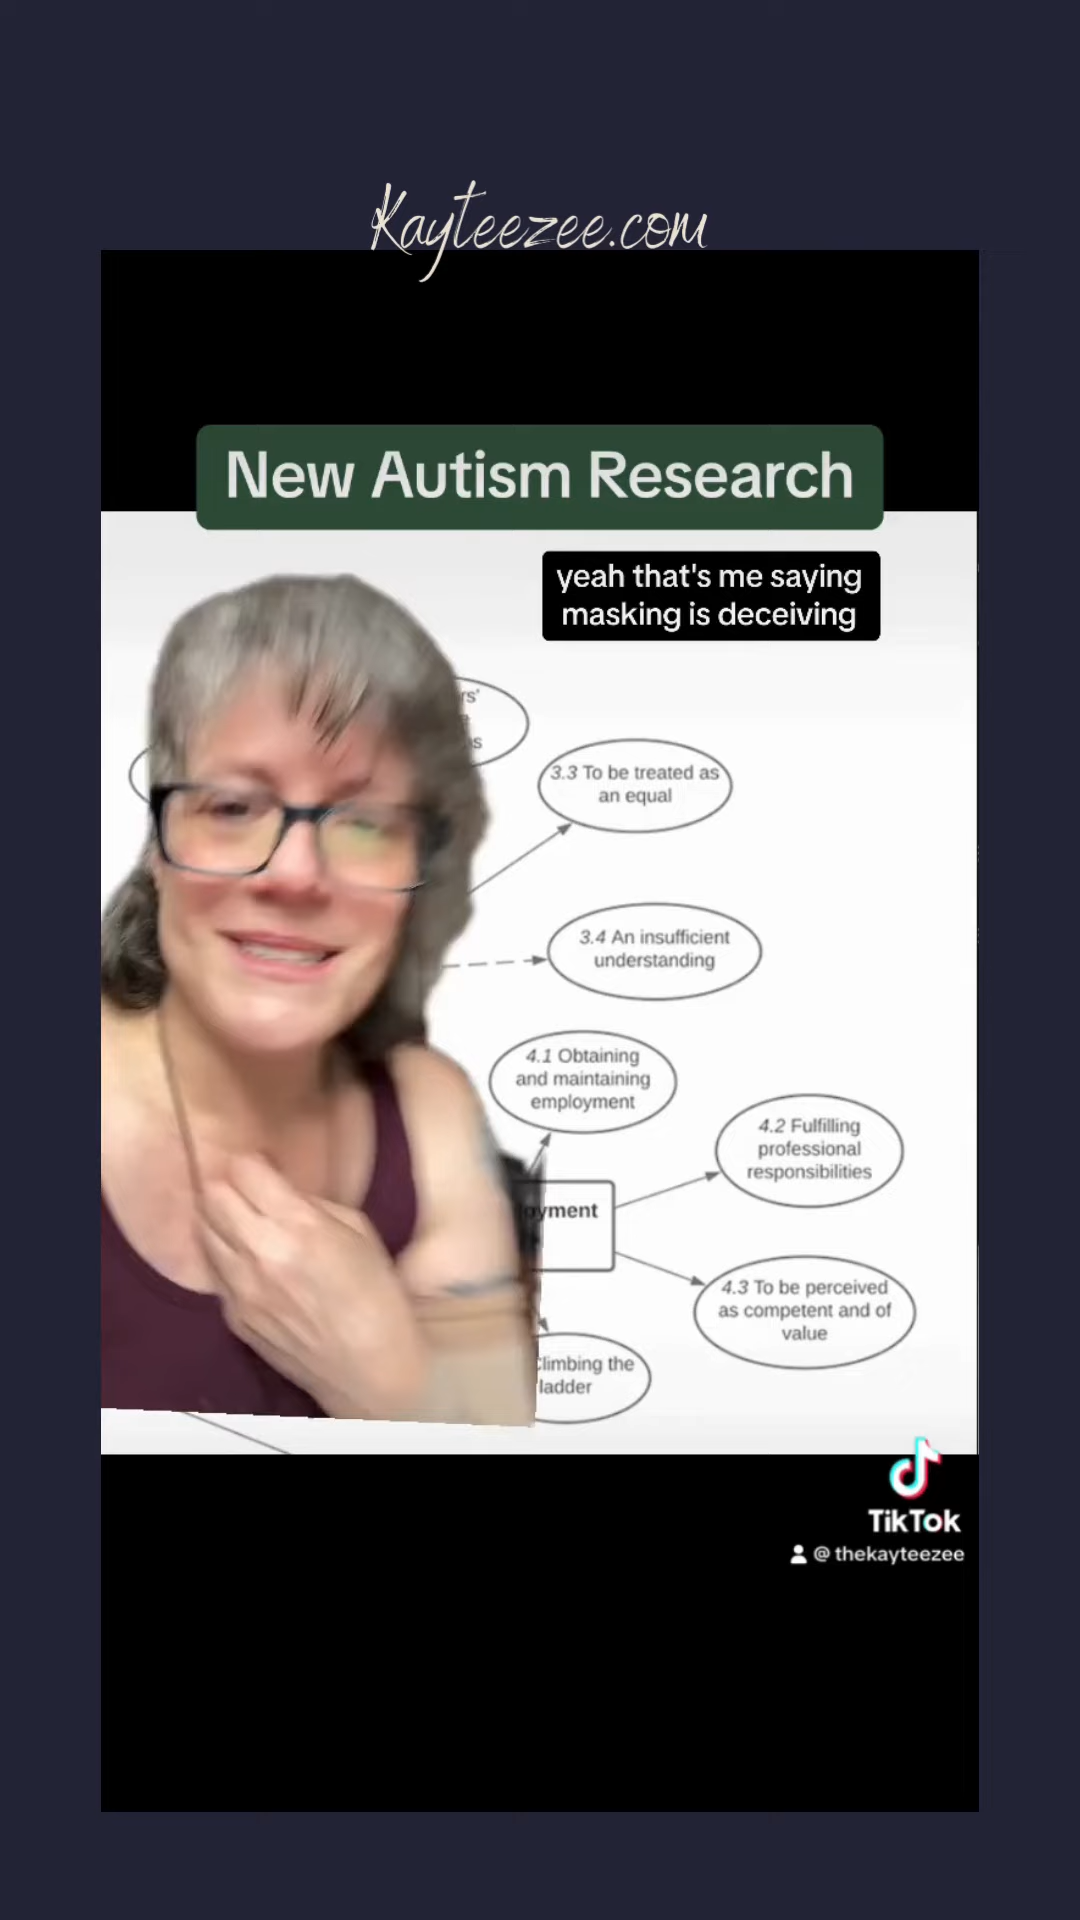 Kayteezee.com
New Autism Research
yeah that's me saying
masking is deceiving
3.3 To be treated as
an equal
3.4 An insufficient
understanding
4.1 Obtaining
and maintaining
employment
4.2 Fulfilling
professional
responsibilities
4.3 To be perceived
as competent and of
value
Climbing the
ladder
TikTok
@ thekayteezee